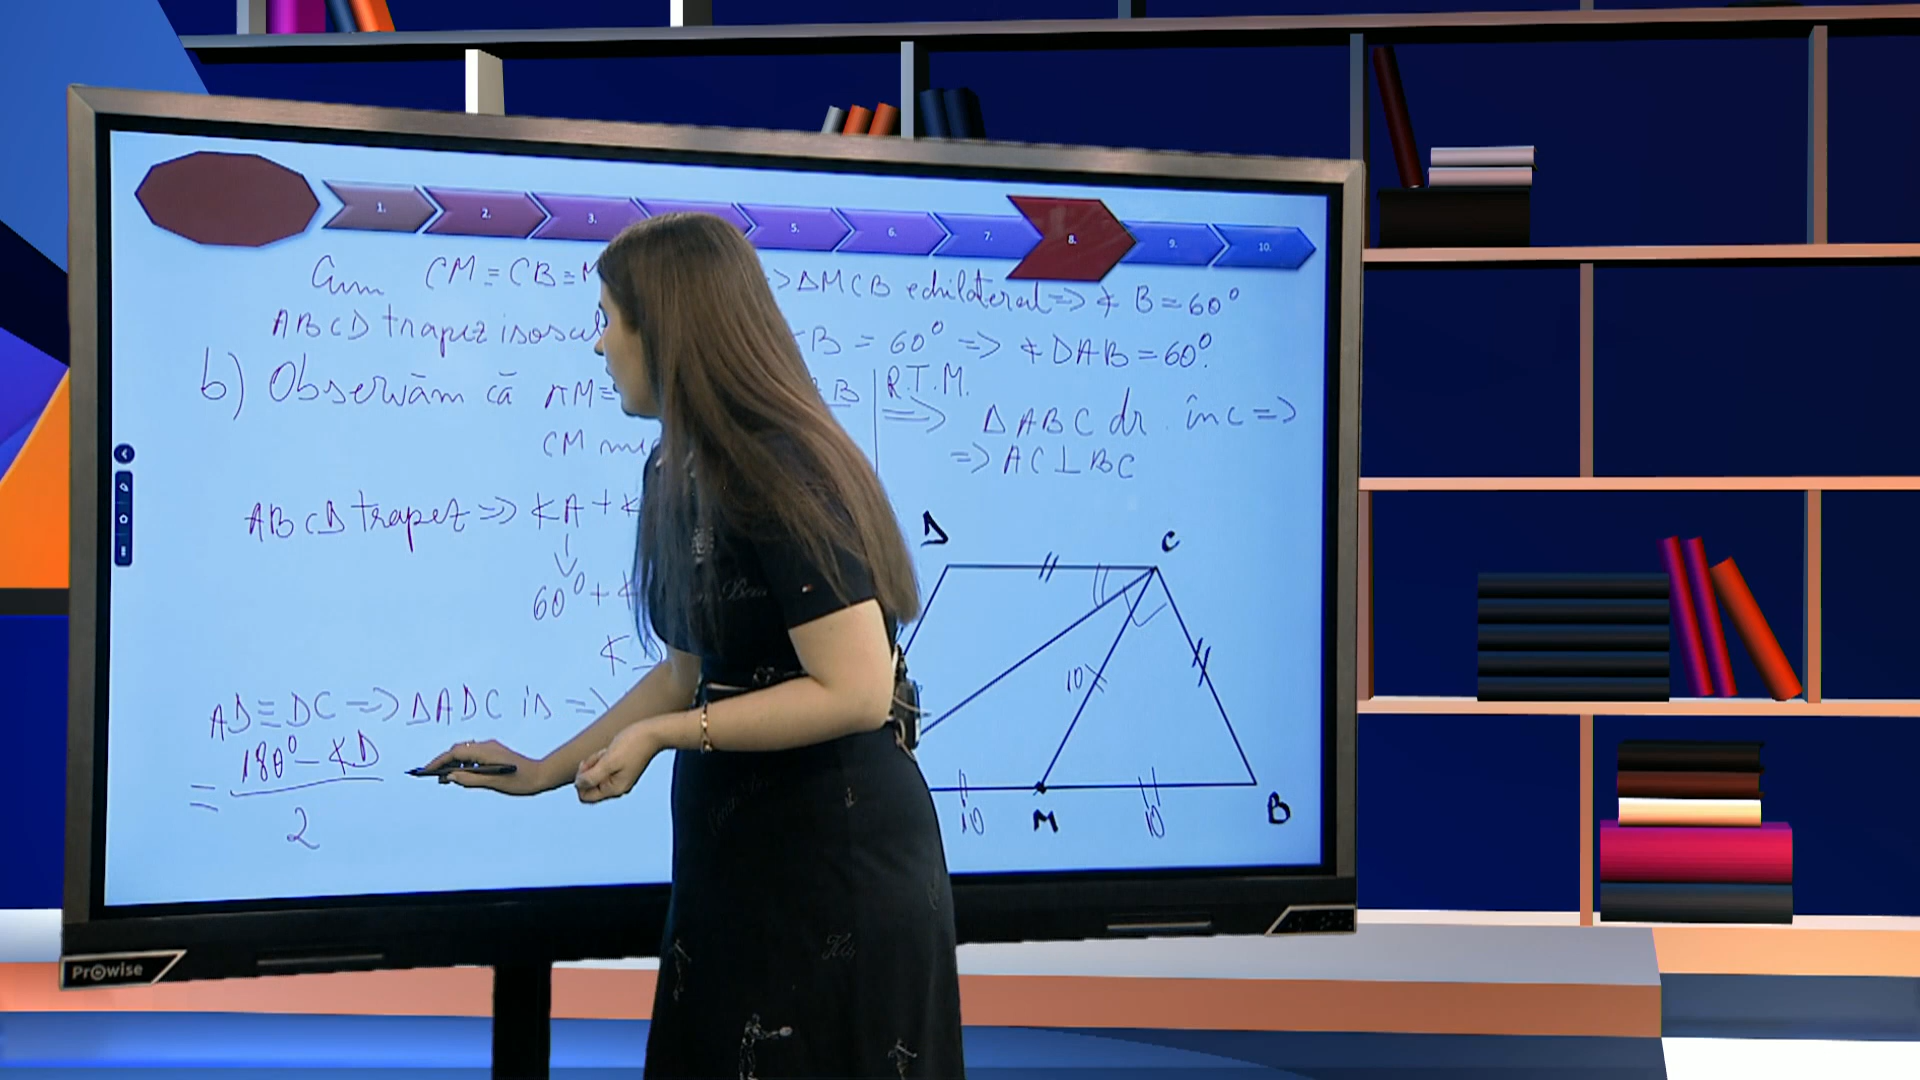 1. 2. 3. 5. 6. 7. 8. 9. 10.
Cum CM = CB = M => ΔMCB echilateral => ∢ B = 60°
ABCD trapez isoscel B = 60° => ∢ DAB = 60°.
b) Observăm că AM = AB | R.T.M.
=> ΔABC dr. în C =>
CM
=> AC ⊥ BC
ABCD trapez => ∢A + ∢
↓
60° + ∢
∢D
AD ≡ DC => ΔADC is =>
= 180° - ∢D / 2
D C
10
10 M 10 B
Prowise